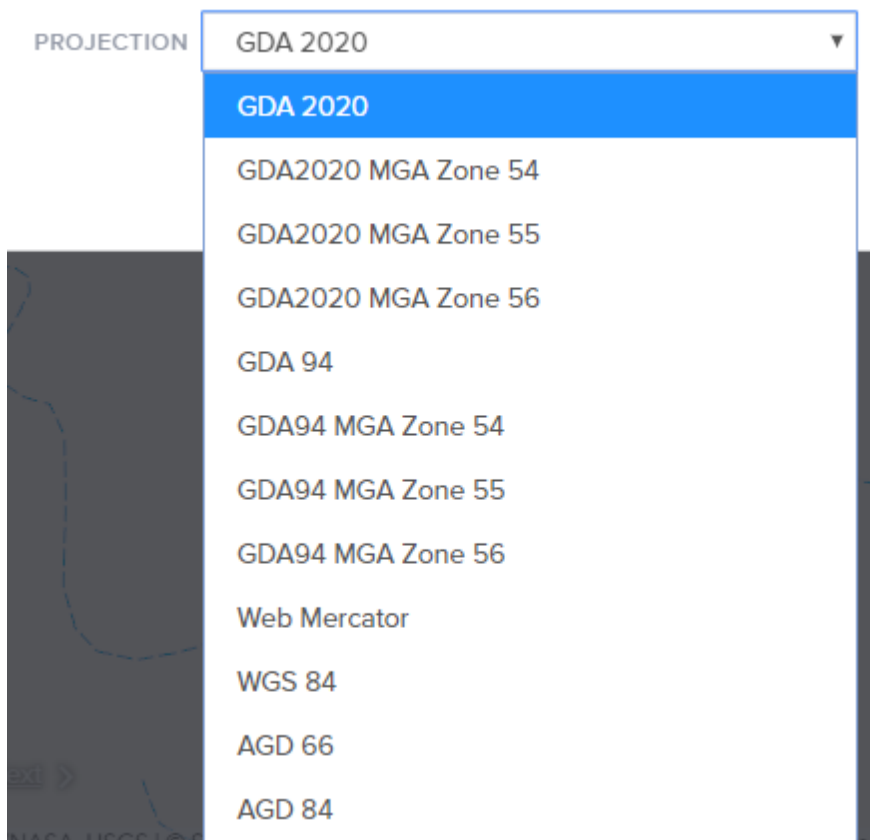 PROJECTION GDA 2020
GDA 2020
GDA2020 MGA Zone 54
GDA2020 MGA Zone 55
GDA2020 MGA Zone 56
GDA 94
GDA94 MGA Zone 54
GDA94 MGA Zone 55
GDA94 MGA Zone 56
Web Mercator
WGS 84
AGD 66
ext >
AGD 84